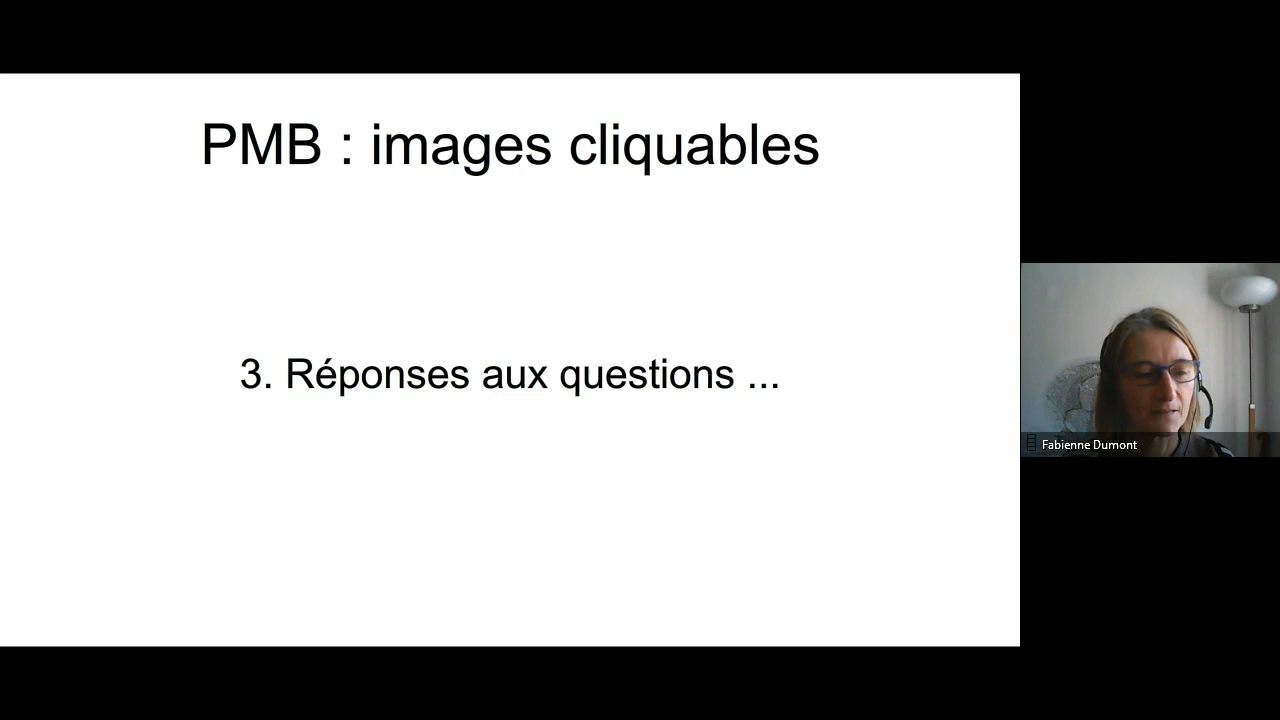 PMB : images cliquables
3. Réponses aux questions ...
Fabienne Dumont